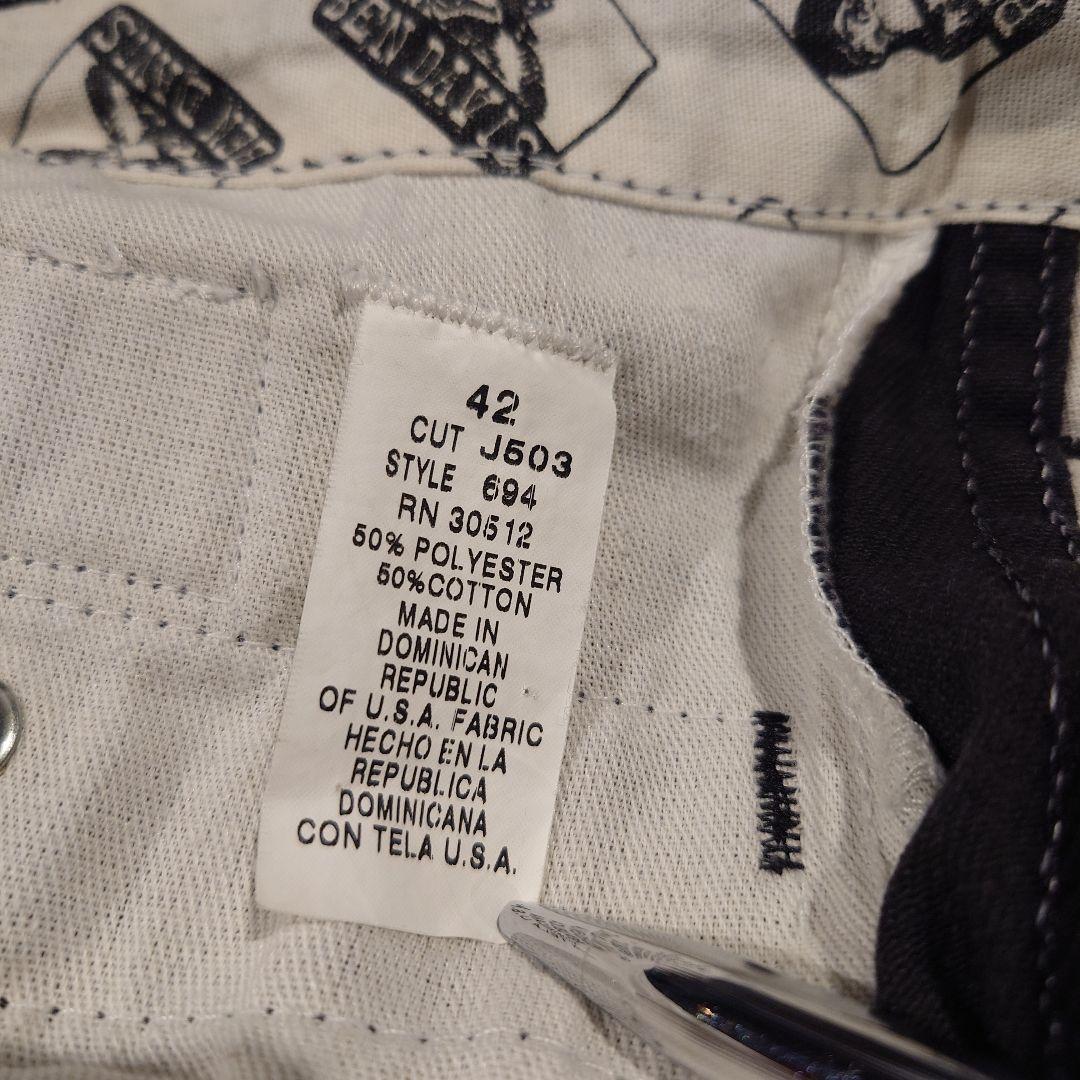 SINCE
BEN DAVIS
42
CUT J503
STYLE 694
RN 30512
50% POLYESTER
50%COTTON
MADE IN
DOMINICAN
REPUBLIC
OF U.S.A. FABRIC
HECHO EN LA
REPUBLICA
DOMINICANA
CON TELA U.S.A.